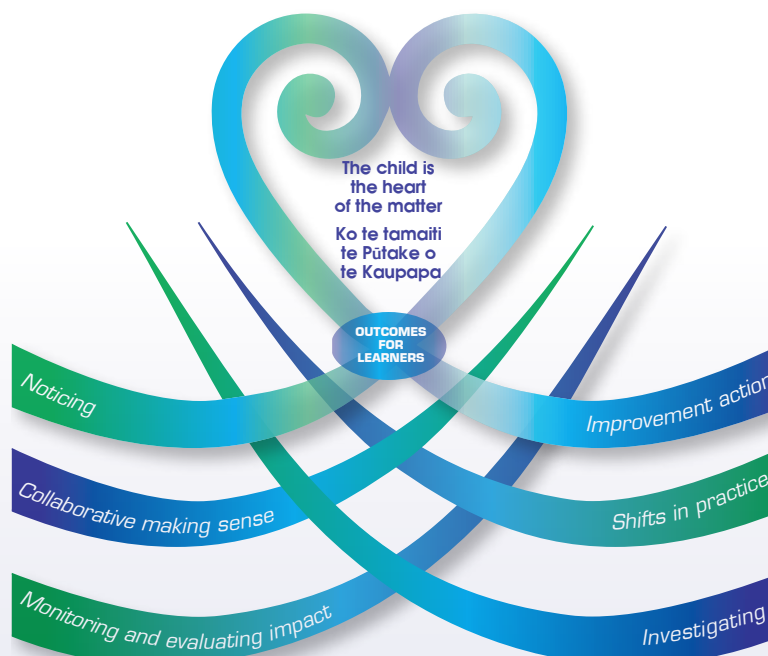 The child is
the heart
of the matter
Ko te tamaiti
te Pūtake o
te Kaupapa
OUTCOMES
FOR
LEARNERS
Noticing
Improvement action
Collaborative making sense
Shifts in practice
Monitoring and evaluating impact
Investigating